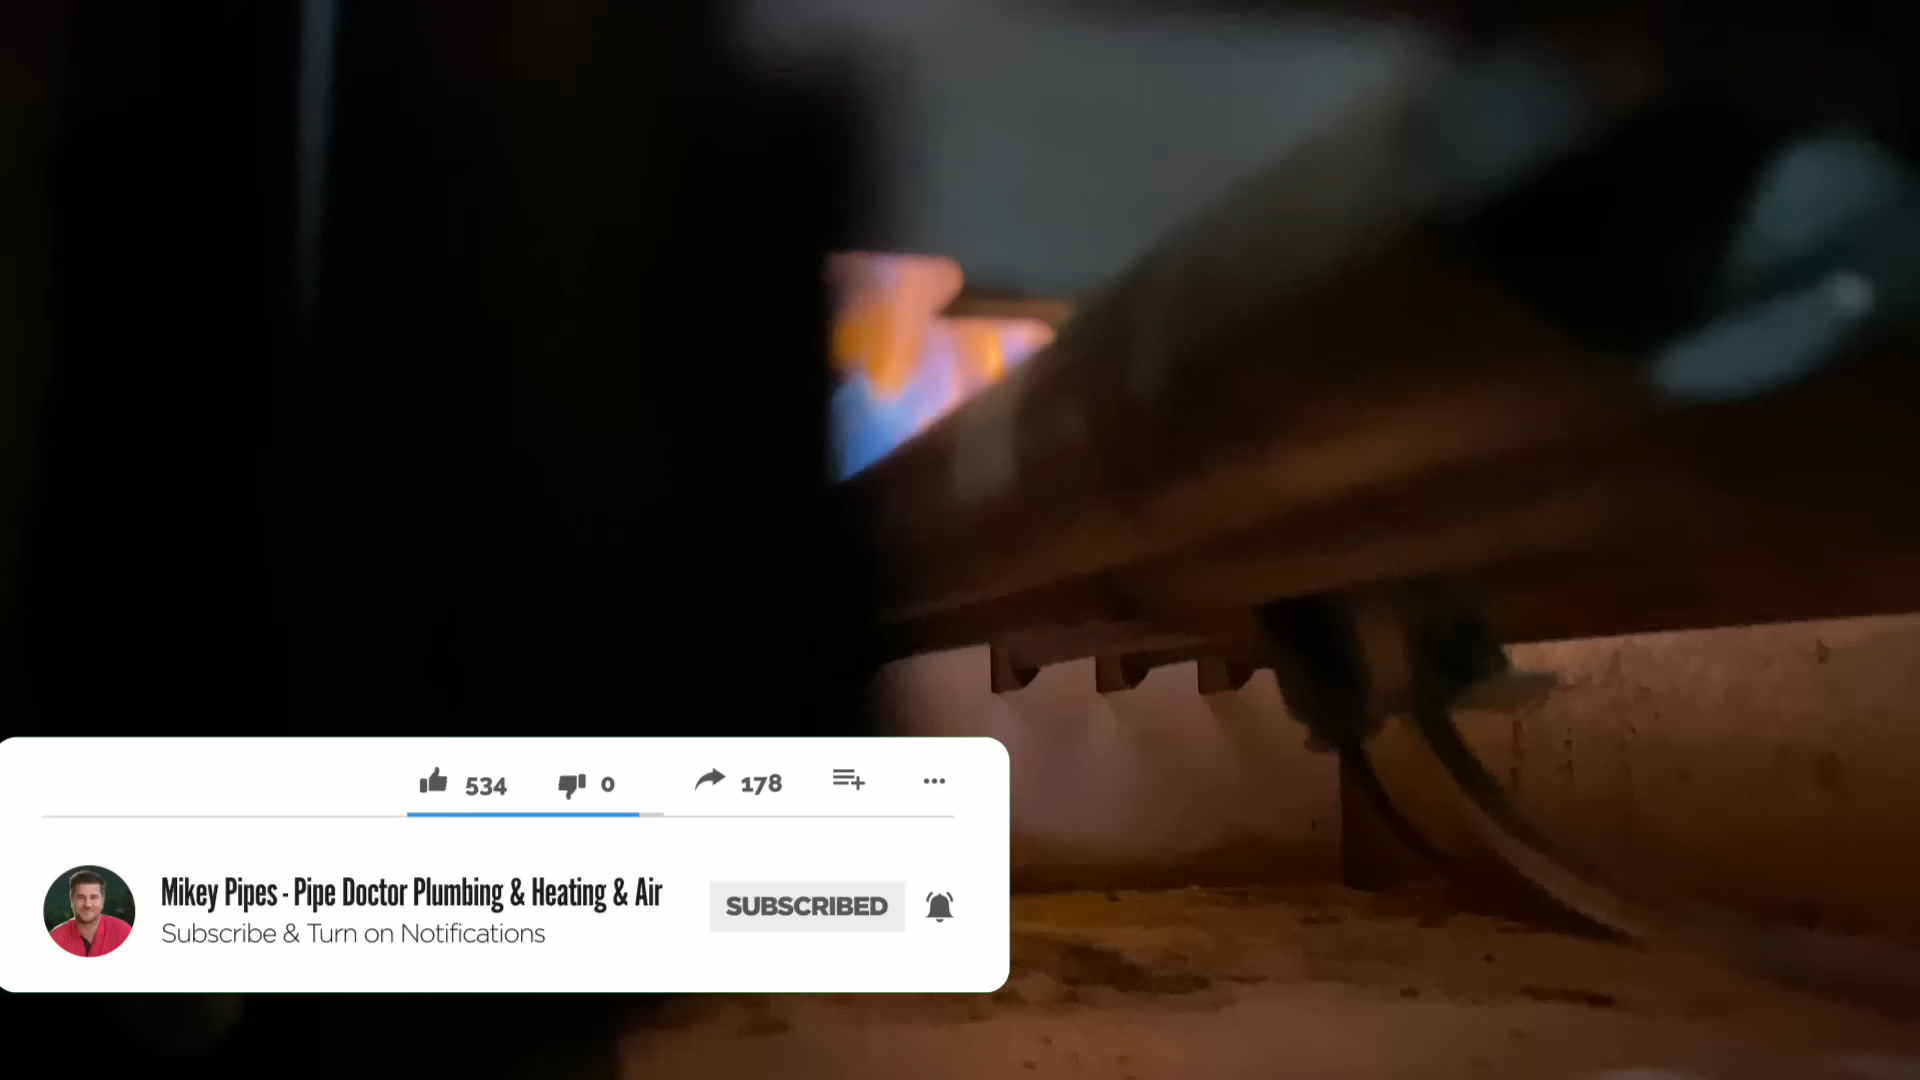 534 0 178
Mikey Pipes - Pipe Doctor Plumbing & Heating & Air
Subscribe & Turn on Notifications
SUBSCRIBED